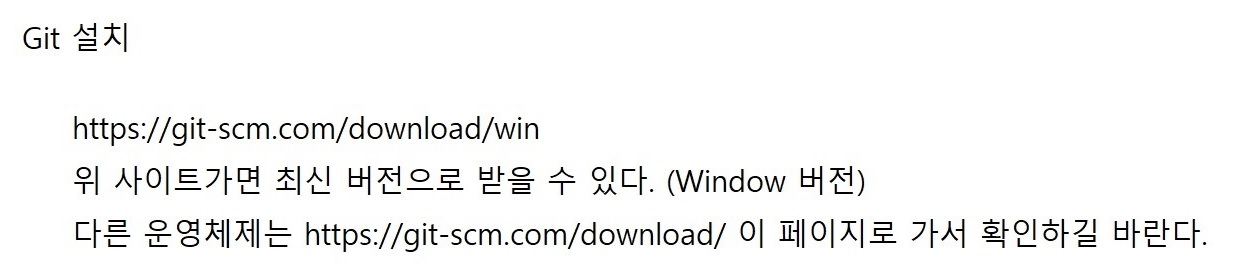 Git 설치
https://git-scm.com/download/win
위 사이트가면 최신 버전으로 받을 수 있다. (Window 버전)
다른 운영체제는 https://git-scm.com/download/ 이 페이지로 가서 확인하길 바란다.